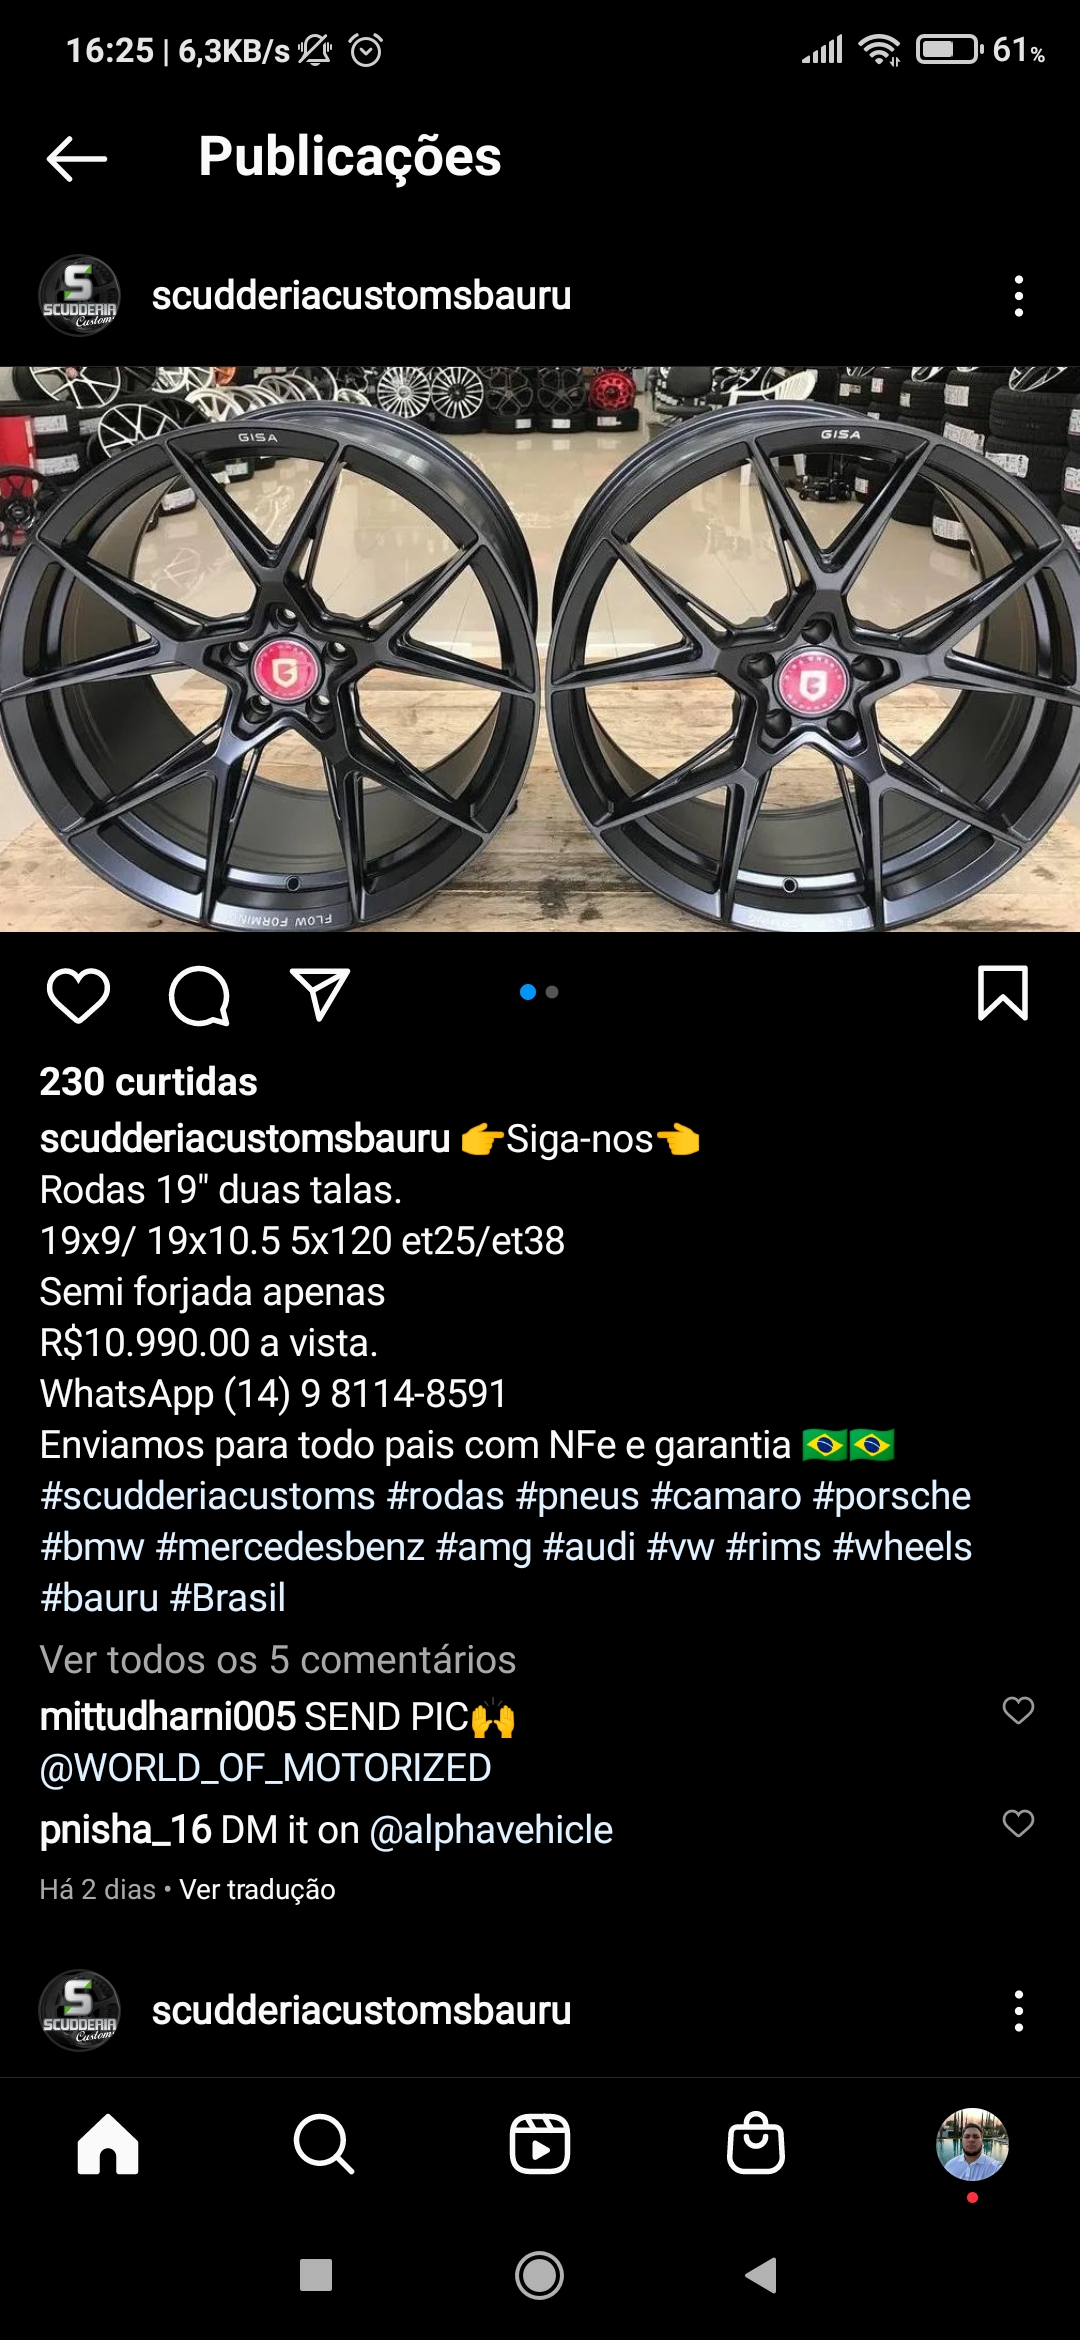 16:25 | 6,3KB/s
61%
Publicações
S SCUDDERIA Custom
scudderiacustomsbauru
GISA
GISA
FLOW FORMING
230 curtidas
scudderiacustomsbauru 👉Siga-nos👈
Rodas 19" duas talas.
19x9/ 19x10.5 5x120 et25/et38
Semi forjada apenas
R$10.990.00 a vista.
WhatsApp (14) 9 8114-8591
Enviamos para todo pais com NFe e garantia 🇧🇷🇧🇷
#scudderiacustoms #rodas #pneus #camaro #porsche
#bmw #mercedesbenz #amg #audi #vw #rims #wheels
#bauru #Brasil
Ver todos os 5 comentários
mittudharni005 SEND PIC🙌
@WORLD_OF_MOTORIZED
pnisha_16 DM it on @alphavehicle
Há 2 dias • Ver tradução
S SCUDDERIA Custom
scudderiacustomsbauru